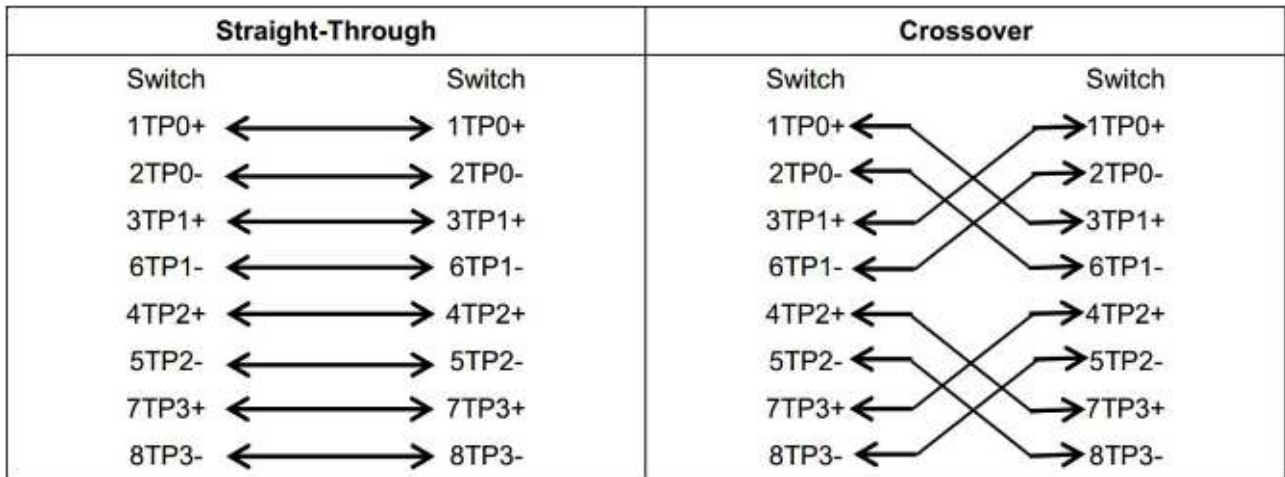 Straight-Through Crossover
Switch Switch Switch Switch
1TP0+ 1TP0+ 1TP0+ 1TP0+
2TP0- 2TP0- 2TP0- 2TP0-
3TP1+ 3TP1+ 3TP1+ 3TP1+
6TP1- 6TP1- 6TP1- 6TP1-
4TP2+ 4TP2+ 4TP2+ 4TP2+
5TP2- 5TP2- 5TP2- 5TP2-
7TP3+ 7TP3+ 7TP3+ 7TP3+
8TP3- 8TP3- 8TP3- 8TP3-